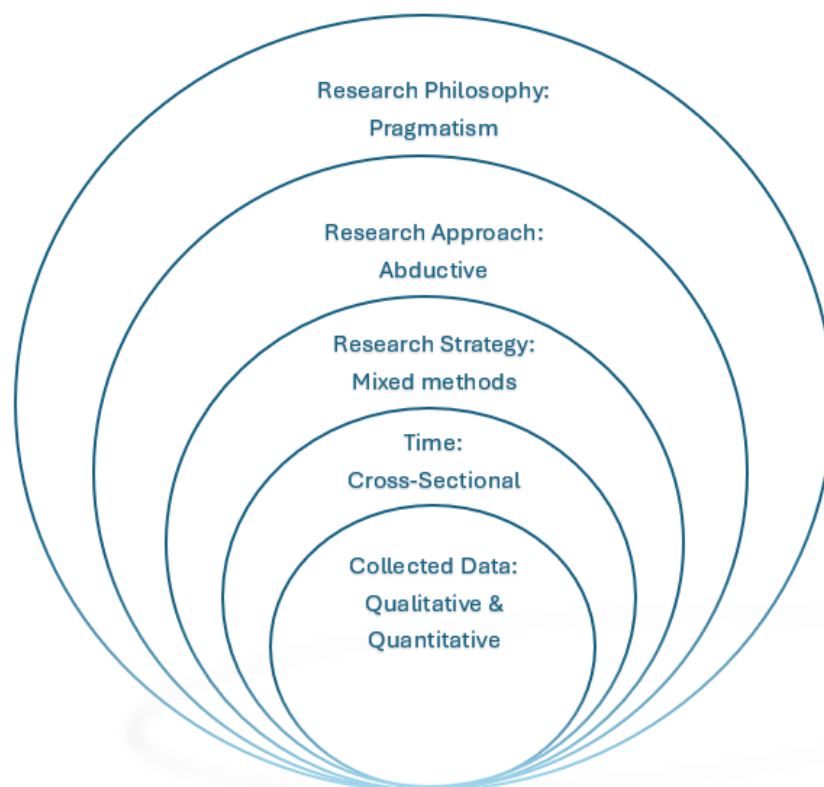 Research Philosophy:
Pragmatism
Research Approach:
Abductive
Research Strategy:
Mixed methods
Time:
Cross-Sectional
Collected Data:
Qualitative &
Quantitative